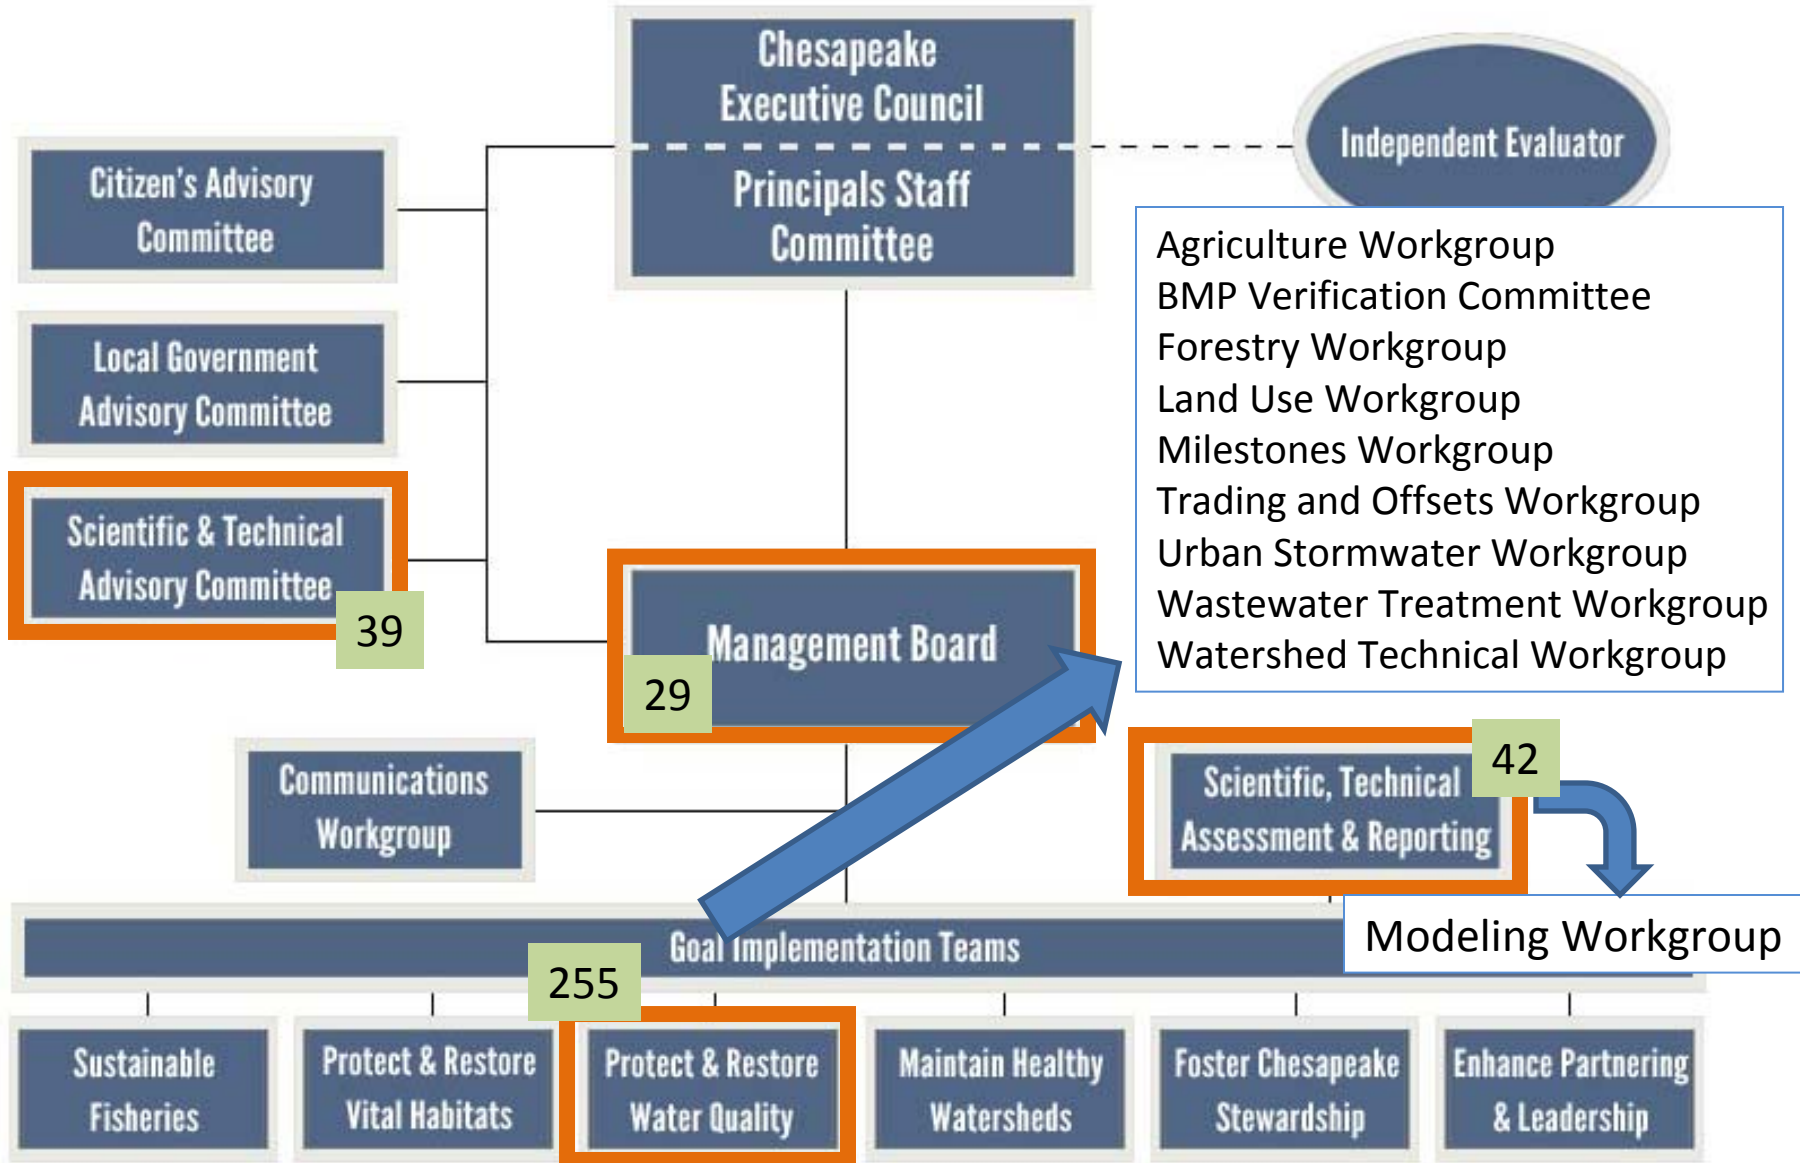 Chesapeake
Executive Council
Principals Staff
Committee
Independent Evaluator
Citizen's Advisory
Committee
Local Government
Advisory Committee
Scientific & Technical
Advisory Committee
39
Agriculture Workgroup
BMP Verification Committee
Forestry Workgroup
Land Use Workgroup
Milestones Workgroup
Trading and Offsets Workgroup
Urban Stormwater Workgroup
Wastewater Treatment Workgroup
Watershed Technical Workgroup
Management Board
29
Communications
Workgroup
Scientific, Technical
Assessment & Reporting
42
Modeling Workgroup
Goal Implementation Teams
255
Sustainable
Fisheries
Protect & Restore
Vital Habitats
Protect & Restore
Water Quality
Maintain Healthy
Watersheds
Foster Chesapeake
Stewardship
Enhance Partnering
& Leadership